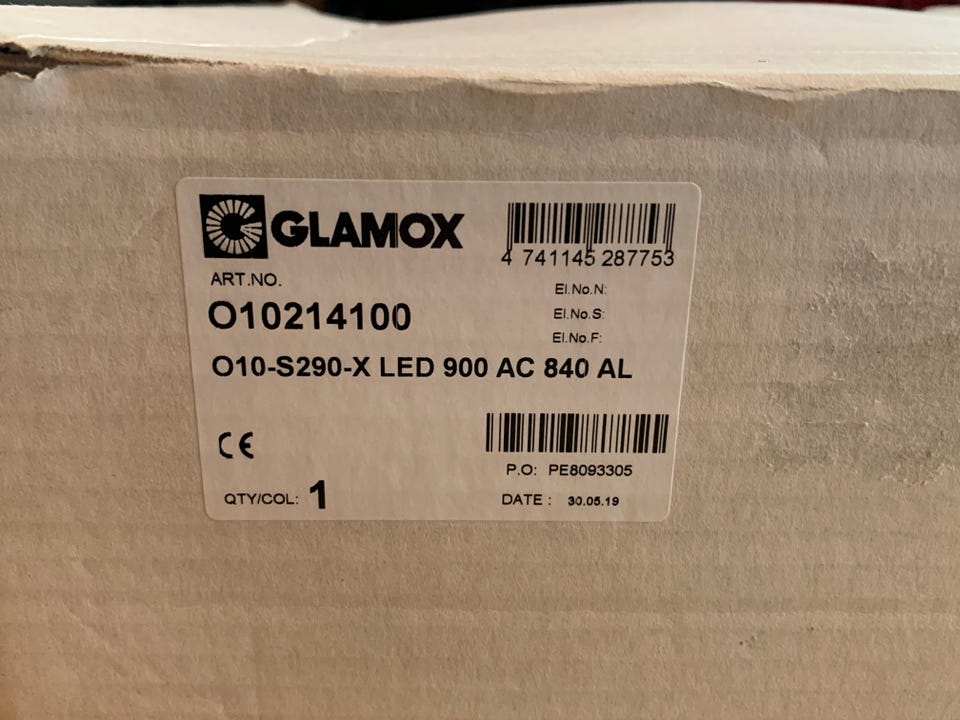 GLAMOX
4 741145 287753
ART.NO.
O10214100
El.No.N:
El.No.S:
El.No.F:
O10-S290-X LED 900 AC 840 AL
CE
P.O: PE8093305
QTY/COL: 1
DATE : 30.05.19